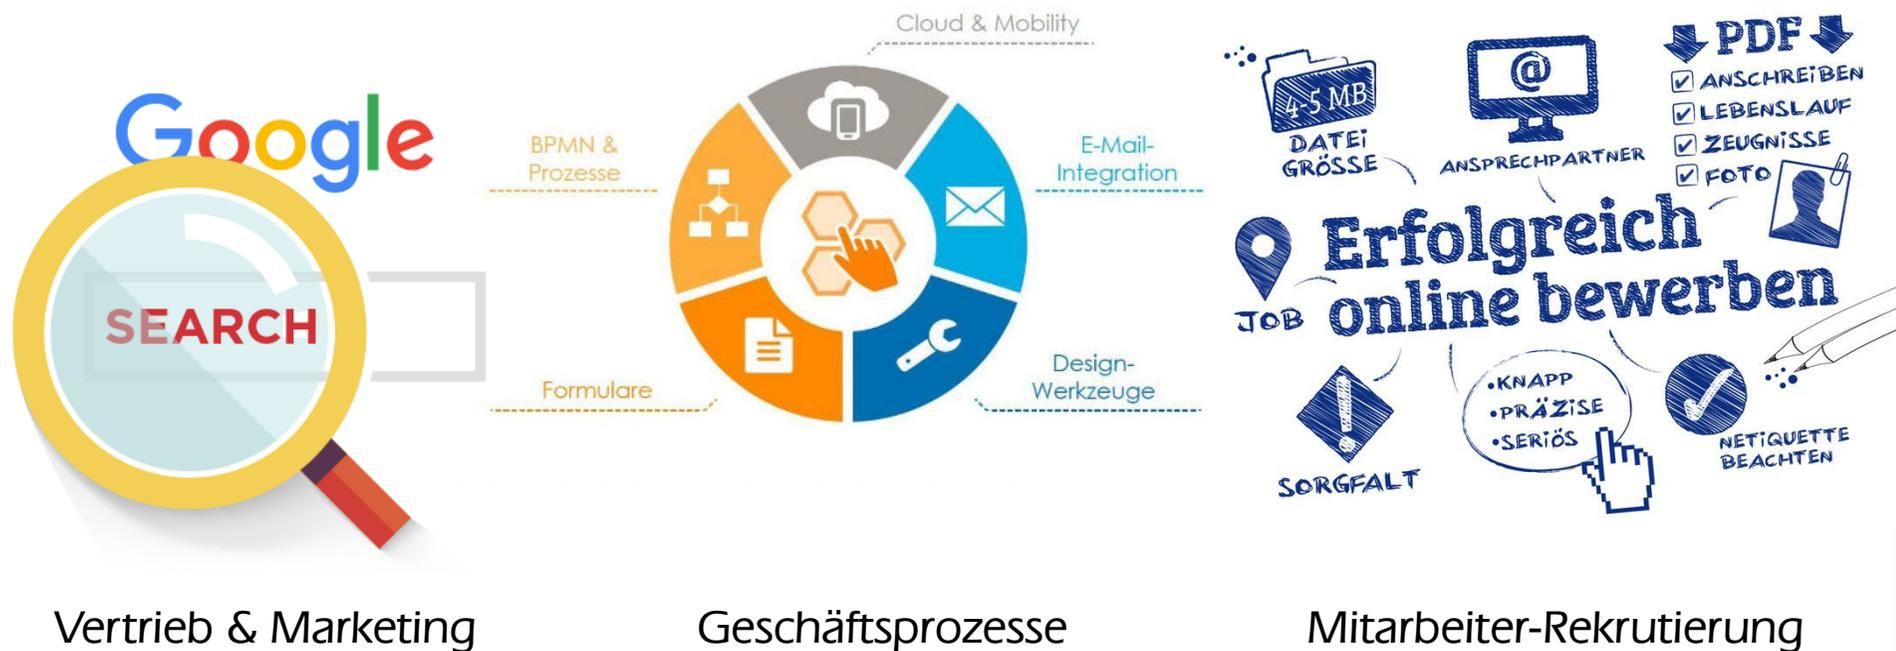 Google
SEARCH
Vertrieb & Marketing
Cloud & Mobility
BPMN &
Prozesse
E-Mail-
Integration
Formulare
Design-
Werkzeuge
Geschäftsprozesse
4-5 MB
DATEI
GRÖSSE
@
ANSPRECHPARTNER
PDF
ANSCHREIBEN
LEBENSLAUF
ZEUGNISSE
FOTO
Erfolgreich
online bewerben
JOB
SORGFALT
•KNAPP
•PRÄZISE
•SERIÖS
NETIQUETTE
BEACHTEN
Mitarbeiter-Rekrutierung